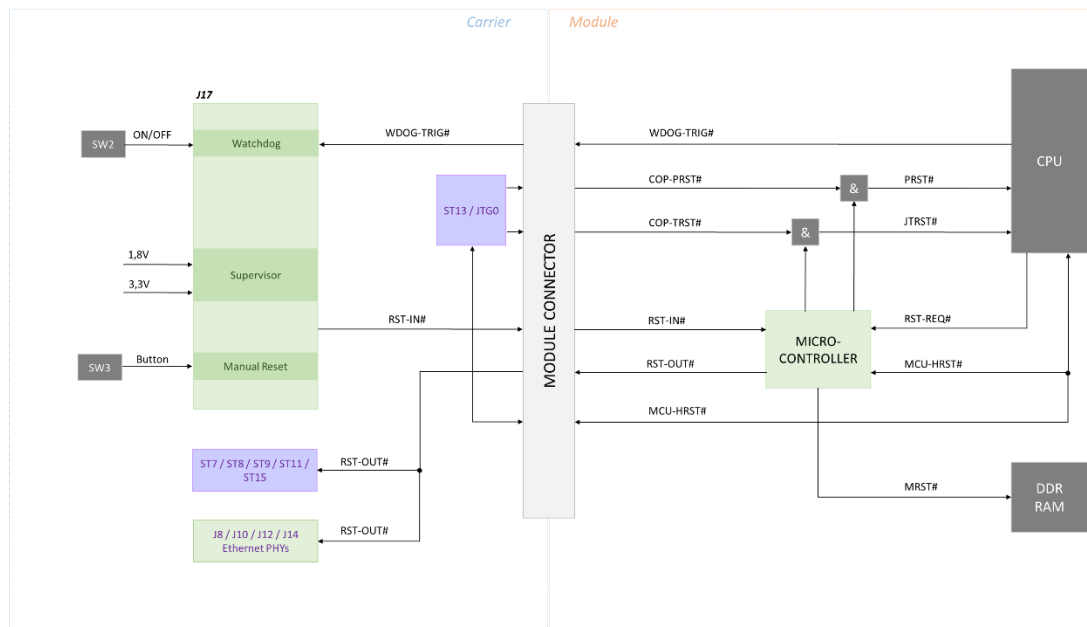 Carrier
Module
J17
SW2
ON/OFF
Watchdog
WDOG-TRIG#
WDOG-TRIG#
CPU
ST13 / JTG0
COP-PRST#
&
PRST#
COP-TRST#
&
JTRST#
1,8V
Supervisor
3,3V
MODULE CONNECTOR
RST-IN#
RST-IN#
MICRO-
CONTROLLER
RST-REQ#
SW3
Button
Manual Reset
RST-OUT#
MCU-HRST#
MCU-HRST#
ST7 / ST8 / ST9 / ST11 /
ST15
RST-OUT#
MRST#
DDR
RAM
J8 / J10 / J12 / J14
Ethernet PHYs
RST-OUT#